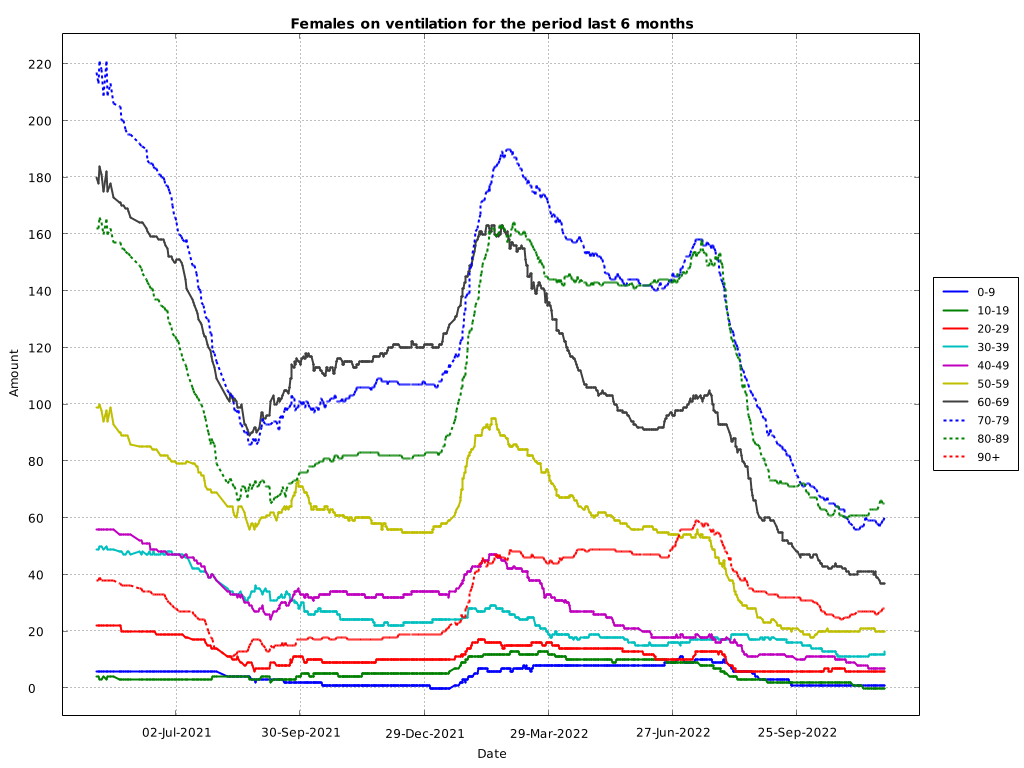 Females on ventilation for the period last 6 months
220
200
180
160
140
120
100
80
60
40
20
0
Amount
02-Jul-2021
30-Sep-2021
29-Dec-2021
29-Mar-2022
27-Jun-2022
25-Sep-2022
Date
0-9
10-19
20-29
30-39
40-49
50-59
60-69
70-79
80-89
90+